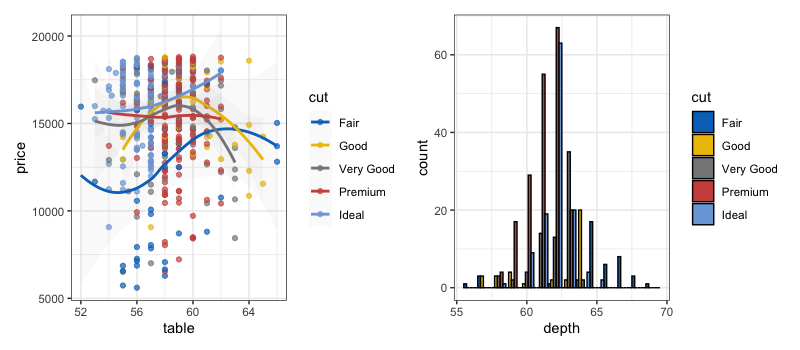 20000
15000
10000
5000
price
52 56 60 64
table
cut
Fair
Good
Very Good
Premium
Ideal
60
40
20
0
count
55 60 65 70
depth
cut
Fair
Good
Very Good
Premium
Ideal